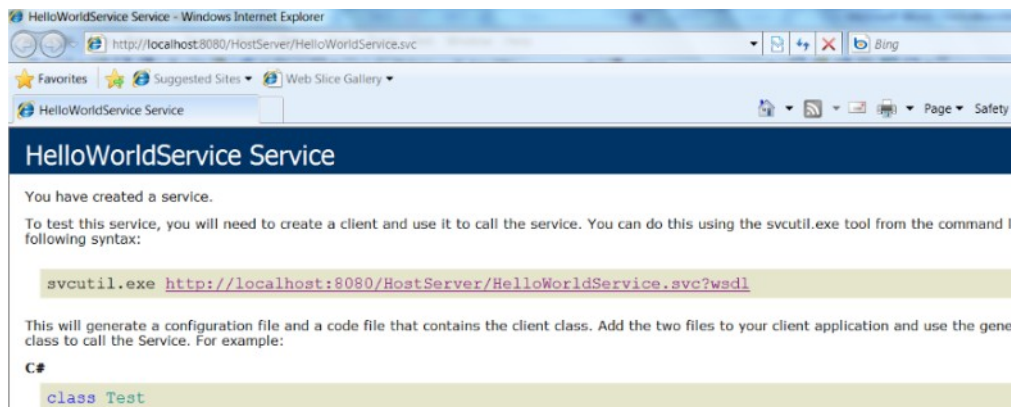 HelloWorldService Service - Windows Internet Explorer
http://localhost:8080/HostServer/HelloWorldService.svc
Bing
Favorites Suggested Sites Web Slice Gallery
HelloWorldService Service
Page Safety
HelloWorldService Service
You have created a service.
To test this service, you will need to create a client and use it to call the service. You can do this using the svcutil.exe tool from the command
following syntax:
svcutil.exe http://localhost:8080/HostServer/HelloWorldService.svc?wsdl
This will generate a configuration file and a code file that contains the client class. Add the two files to your client application and use the gene
class to call the Service. For example:
C#
class Test